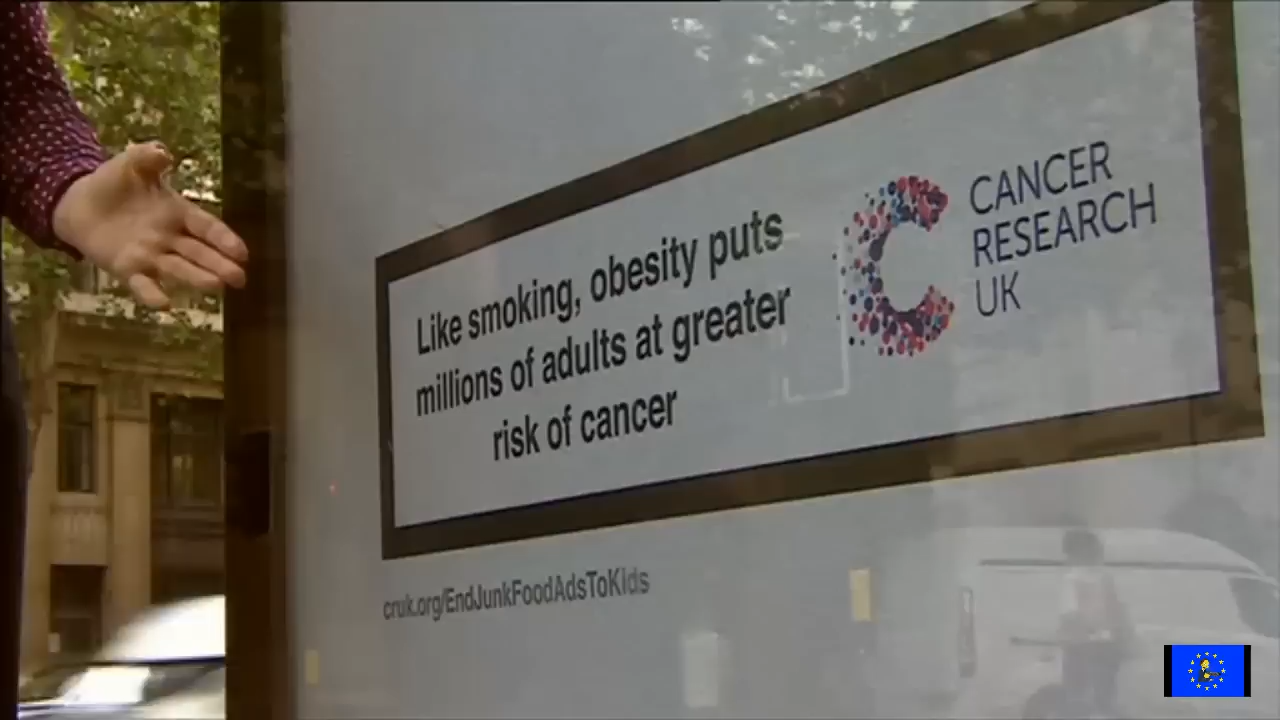 Like smoking, obesity puts
millions of adults at greater
risk of cancer
CANCER
RESEARCH
UK
cruk.org/EndJunkFoodAdsToKids